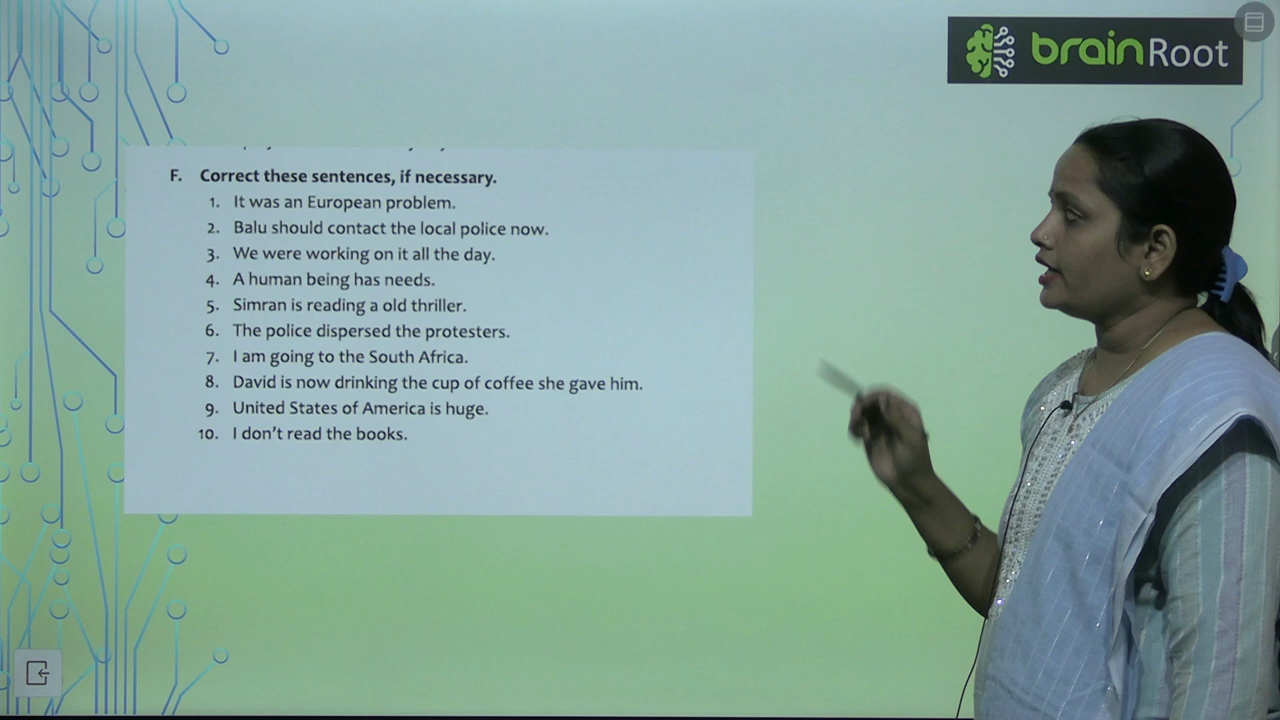 brainRoot
F. Correct these sentences, if necessary.
1. It was an European problem.
2. Balu should contact the local police now.
3. We were working on it all the day.
4. A human being has needs.
5. Simran is reading a old thriller.
6. The police dispersed the protesters.
7. I am going to the South Africa.
8. David is now drinking the cup of coffee she gave him.
9. United States of America is huge.
10. I don't read the books.